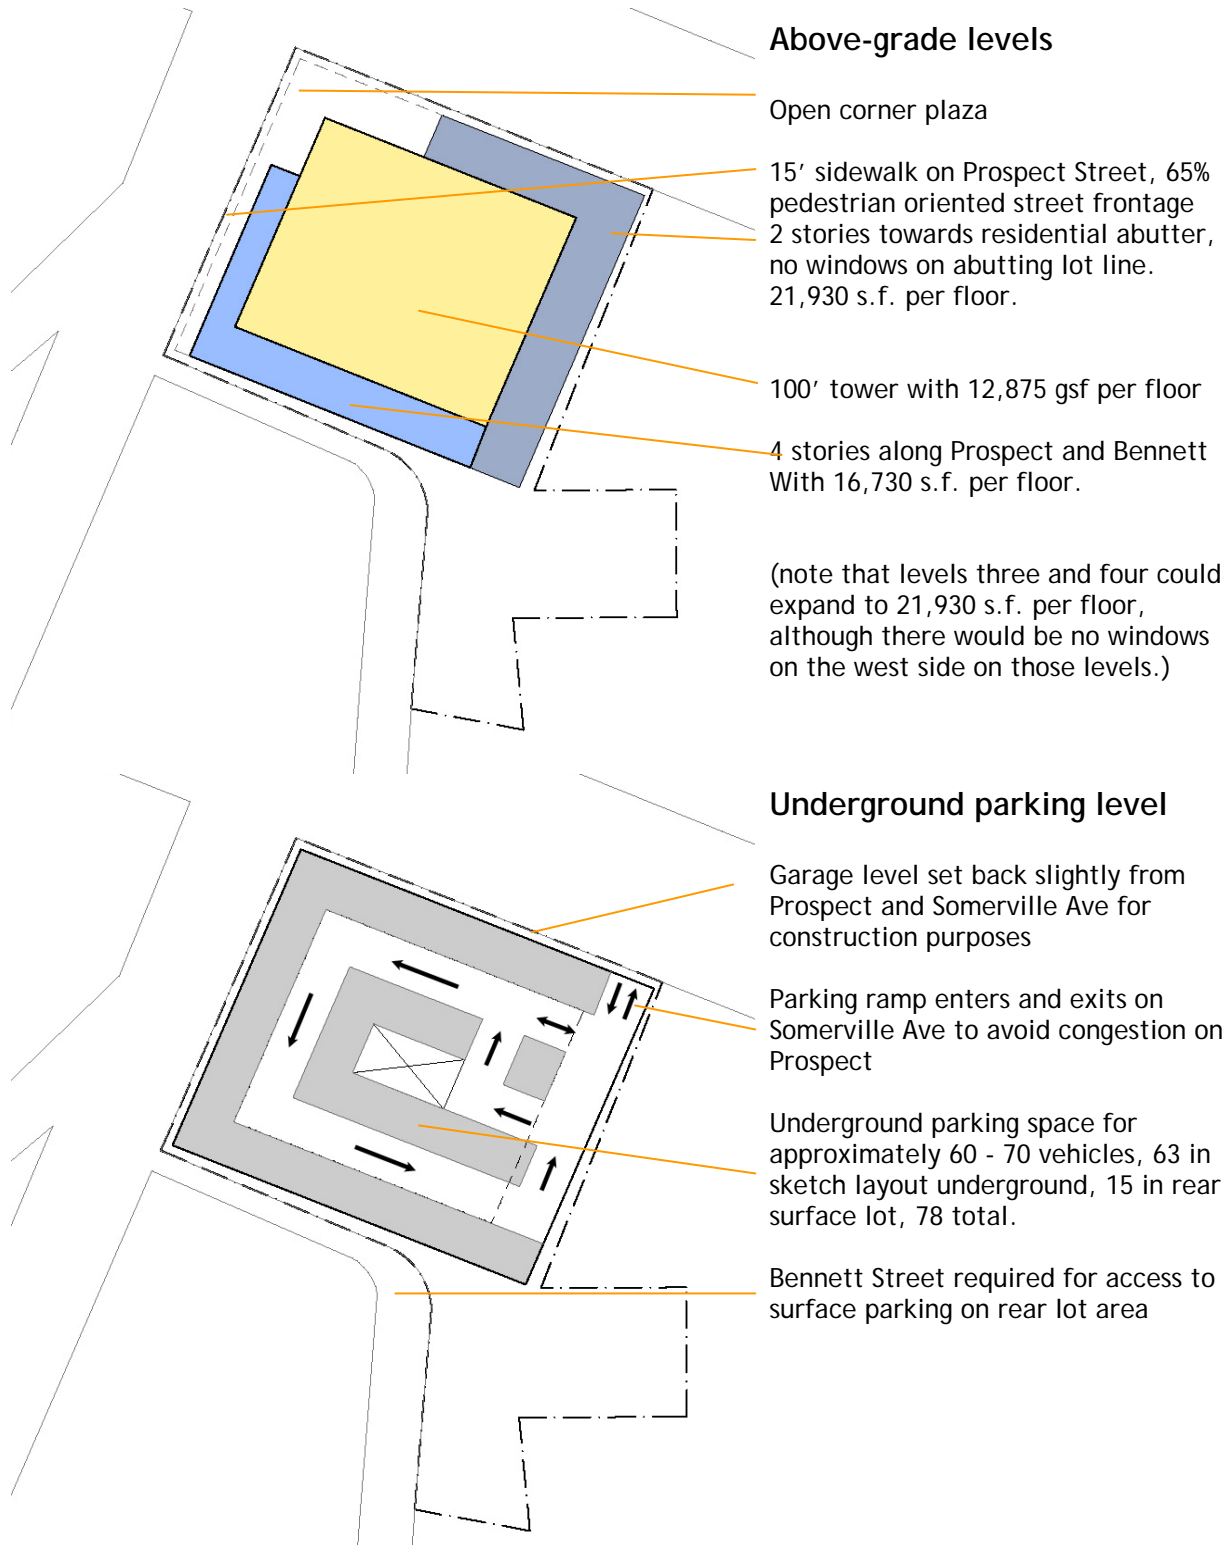 Above-grade levels
Open corner plaza
15’ sidewalk on Prospect Street, 65%
pedestrian oriented street frontage
2 stories towards residential abutter,
no windows on abutting lot line.
21,930 s.f. per floor.
100’ tower with 12,875 gsf per floor
4 stories along Prospect and Bennett
With 16,730 s.f. per floor.
(note that levels three and four could
expand to 21,930 s.f. per floor,
although there would be no windows
on the west side on those levels.)
Underground parking level
Garage level set back slightly from
Prospect and Somerville Ave for
construction purposes
Parking ramp enters and exits on
Somerville Ave to avoid congestion on
Prospect
Underground parking space for
approximately 60 - 70 vehicles, 63 in
sketch layout underground, 15 in rear
surface lot, 78 total.
Bennett Street required for access to
surface parking on rear lot area